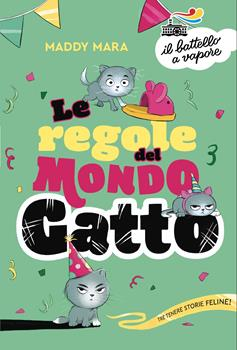 MADDY MARA
il battello
a vapore
Le
regole
del
MONDO
Gatto
TRE TENERE STORIE FELINE!